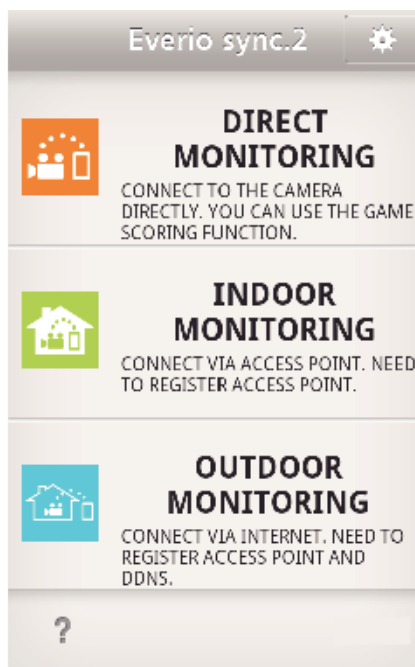 Everio sync.2
DIRECT
MONITORING
CONNECT TO THE CAMERA
DIRECTLY. YOU CAN USE THE GAME
SCORING FUNCTION.
INDOOR
MONITORING
CONNECT VIA ACCESS POINT. NEED
TO REGISTER ACCESS POINT.
OUTDOOR
MONITORING
CONNECT VIA INTERNET. NEED TO
REGISTER ACCESS POINT AND
DDNS.
?